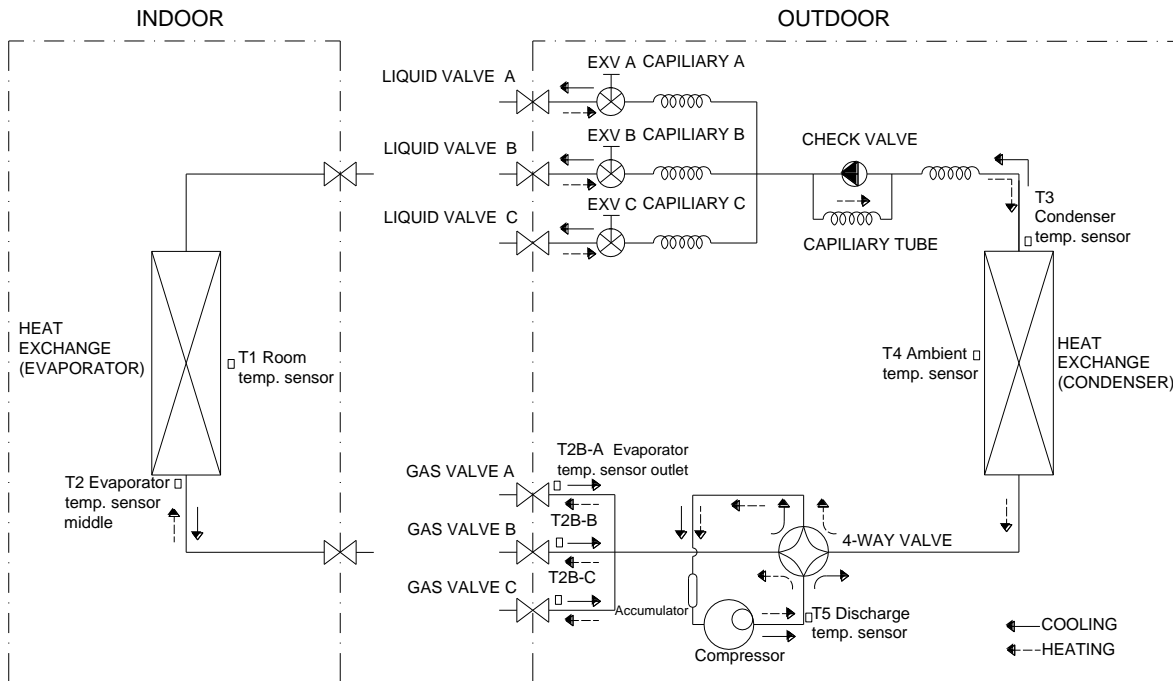 INDOOR
OUTDOOR
LIQUID VALVE A
EXV A CAPILIARY A
LIQUID VALVE B
EXV B CAPILIARY B
CHECK VALVE
LIQUID VALVE C
EXV C CAPILIARY C
CAPILIARY TUBE
T3
Condenser
temp. sensor
HEAT
EXCHANGE
(EVAPORATOR)
T1 Room
temp. sensor
T4 Ambient
temp. sensor
HEAT
EXCHANGE
(CONDENSER)
T2 Evaporator
temp. sensor
middle
GAS VALVE A
T2B-A Evaporator
temp. sensor outlet
GAS VALVE B
T2B-B
4-WAY VALVE
GAS VALVE C
T2B-C
Accumulator
T5 Discharge
temp. sensor
Compressor
COOLING
HEATING